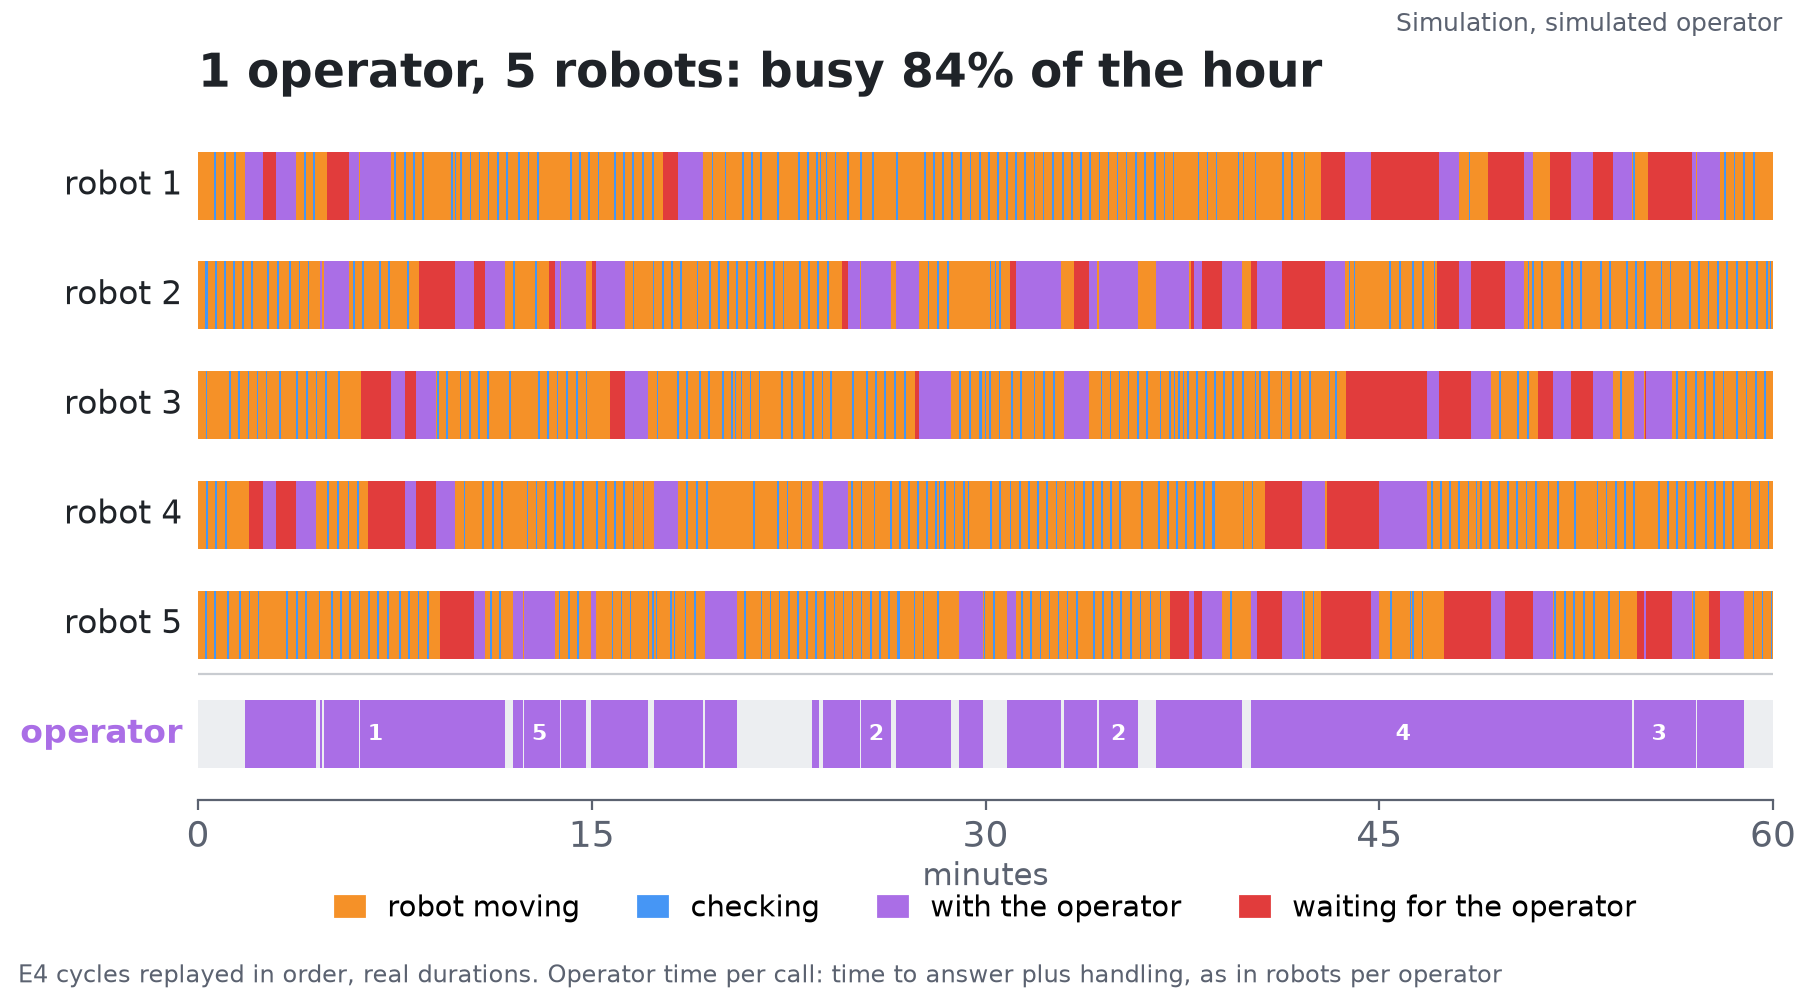 Simulation, simulated operator
1 operator, 5 robots: busy 84% of the hour
robot 1
robot 2
robot 3
robot 4
robot 5
operator
1 5 2 2 4 3
0 15 30 45 60
minutes
robot moving checking with the operator waiting for the operator
E4 cycles replayed in order, real durations. Operator time per call: time to answer plus handling, as in robots per operator